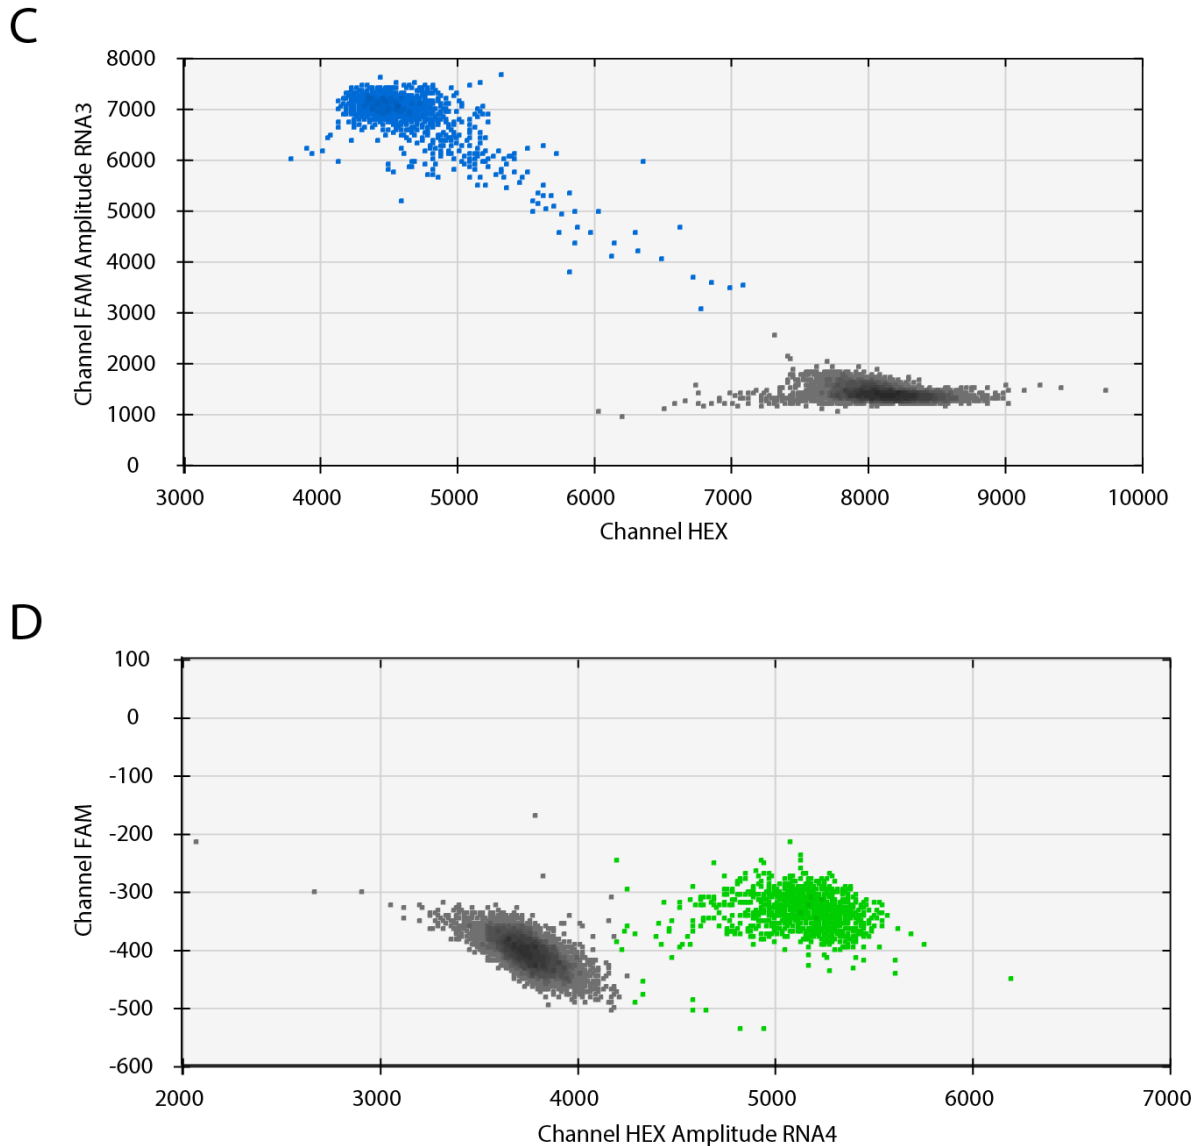 C
8000
7000
6000
5000
4000
3000
2000
1000
0
Channel FAM Amplitude RNA3
3000 4000 5000 6000 7000 8000 9000 10000
Channel HEX
D
100
0
-100
-200
-300
-400
-500
-600
Channel FAM
2000 3000 4000 5000 6000 7000
Channel HEX Amplitude RNA4